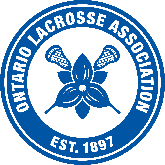 ONTARIO LACROSSE ASSOCIATION
EST. 1897